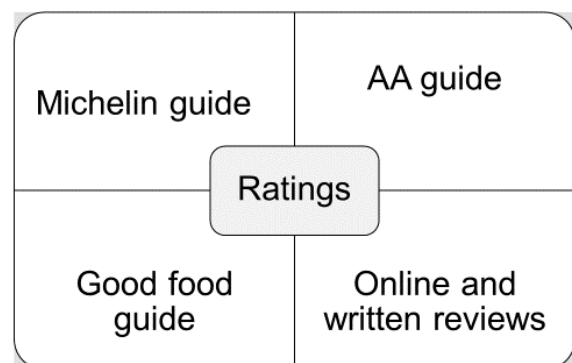 Michelin guide
AA guide
Ratings
Good food
guide
Online and
written reviews